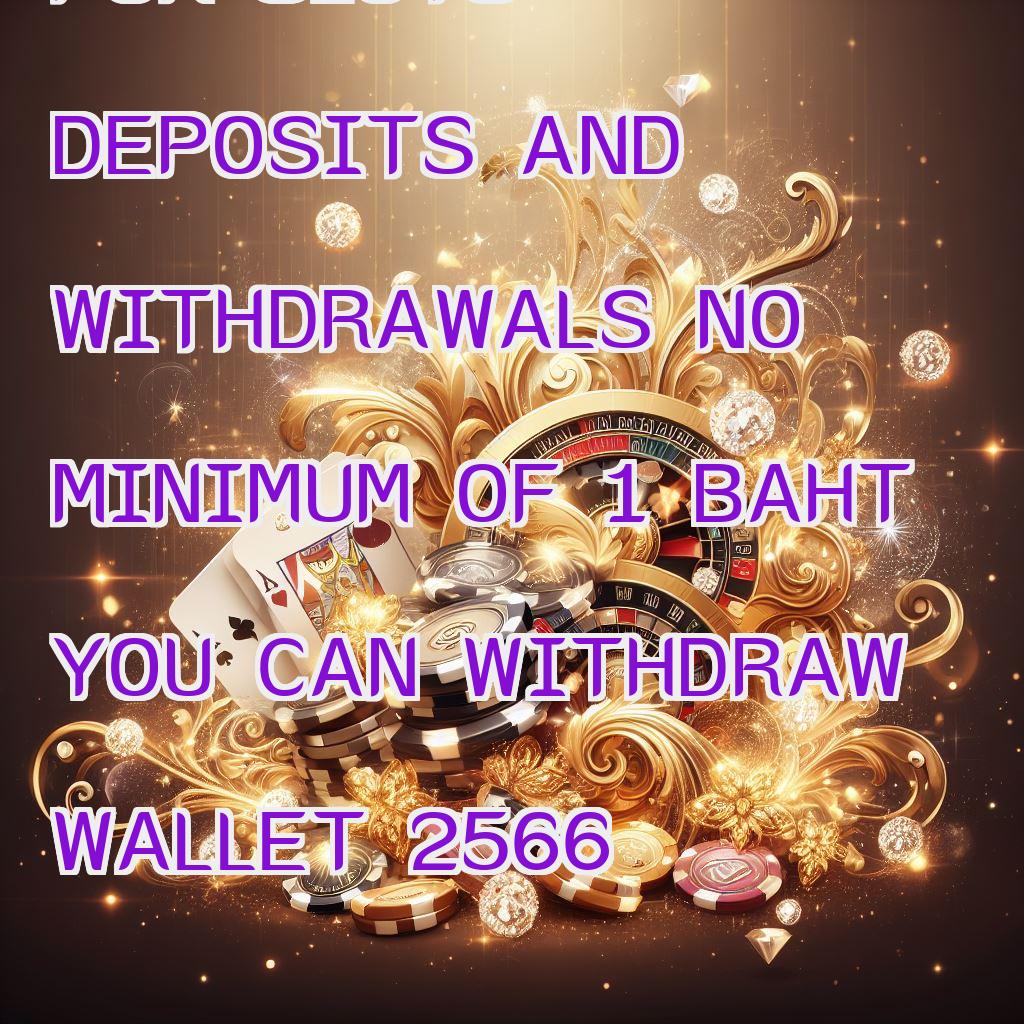 DEPOSITS AND
WITHDRAWALS NO
MINIMUM OF 1 BAHT
YOU CAN WITHDRAW
WALLET 2566